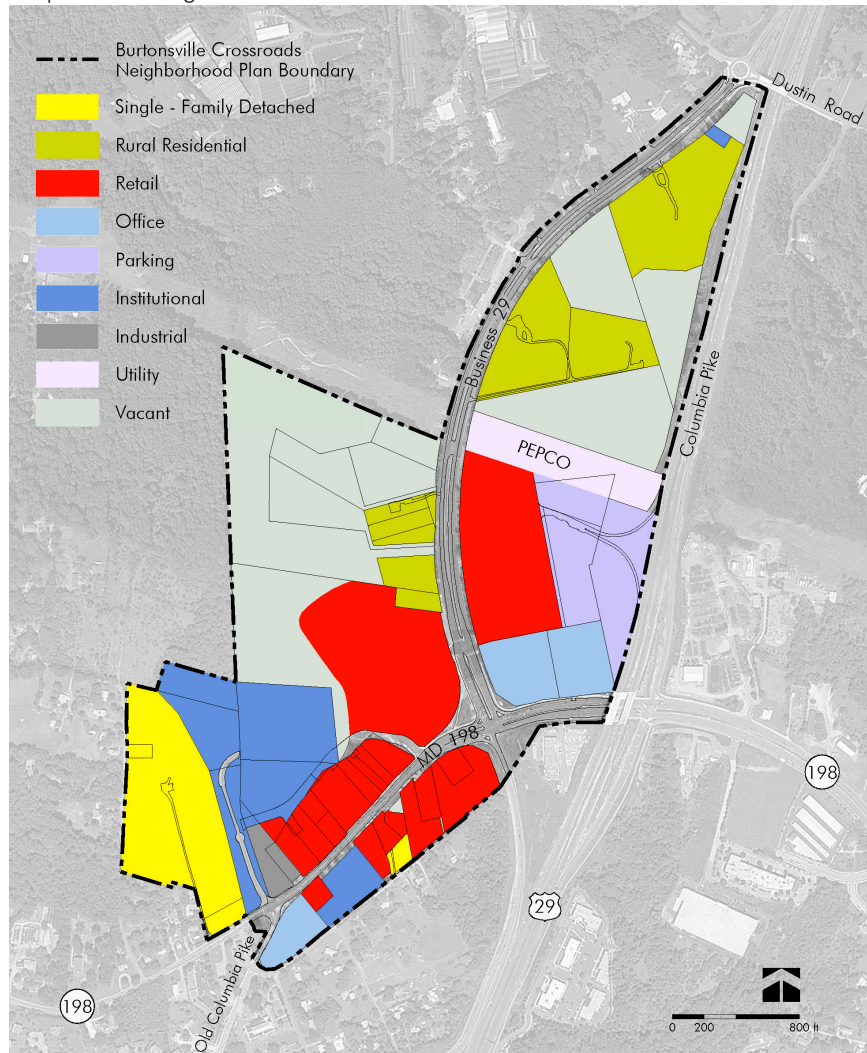 Burtonsville Crossroads
Neighborhood Plan Boundary
Single - Family Detached
Rural Residential
Retail
Office
Parking
Institutional
Industrial
Utility
Vacant
Dustin Road
Business 29
Columbia Pike
PEPCO
MD 198
198
29
Old Columbia Pike
198
0 200 800 ft